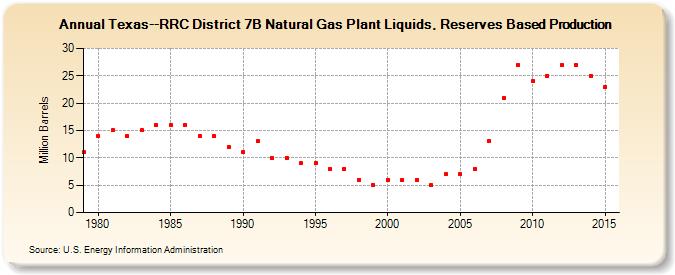 Annual Texas--RRC District 7B Natural Gas Plant Liquids, Reserves Based Production
Million Barrels
30
25
20
15
10
5
0
1980 1985 1990 1995 2000 2005 2010 2015
Source: U.S. Energy Information Administration